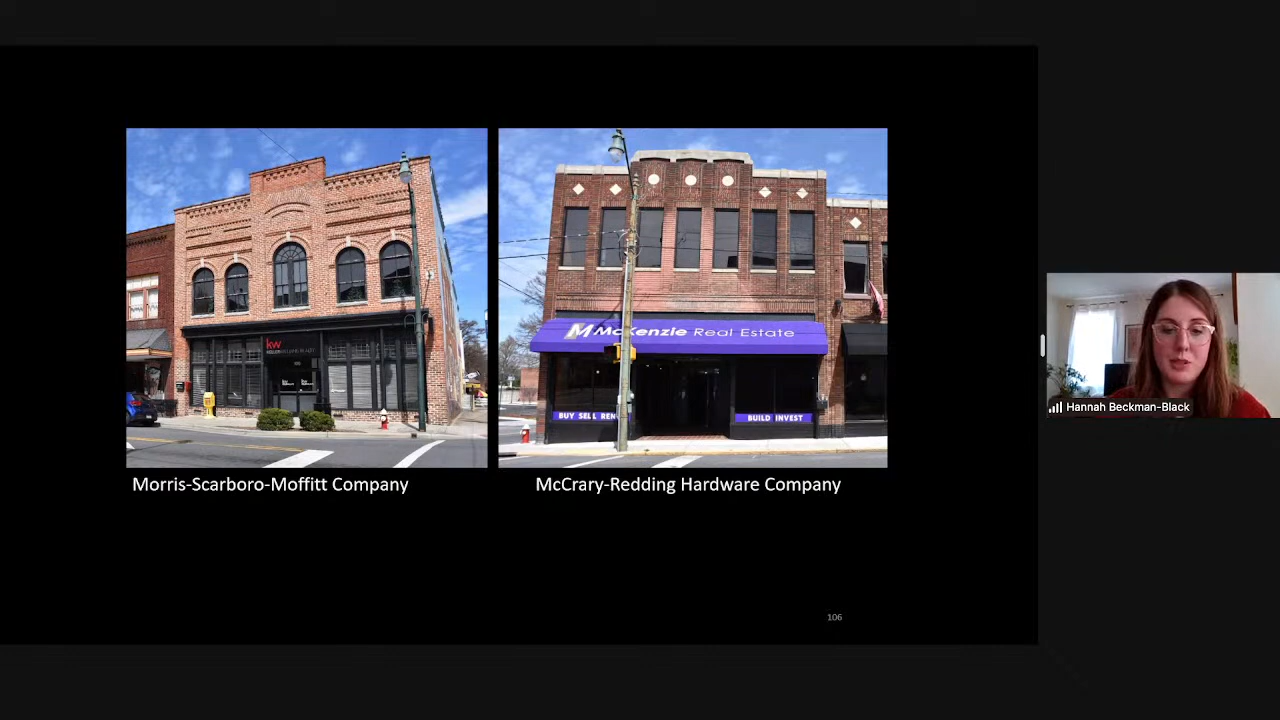 kw
McKenzie Real Estate
BUY SELL REN
BUILD INVEST
Morris-Scarboro-Moffitt Company
McCrary-Redding Hardware Company
106
Hannah Beckman-Black